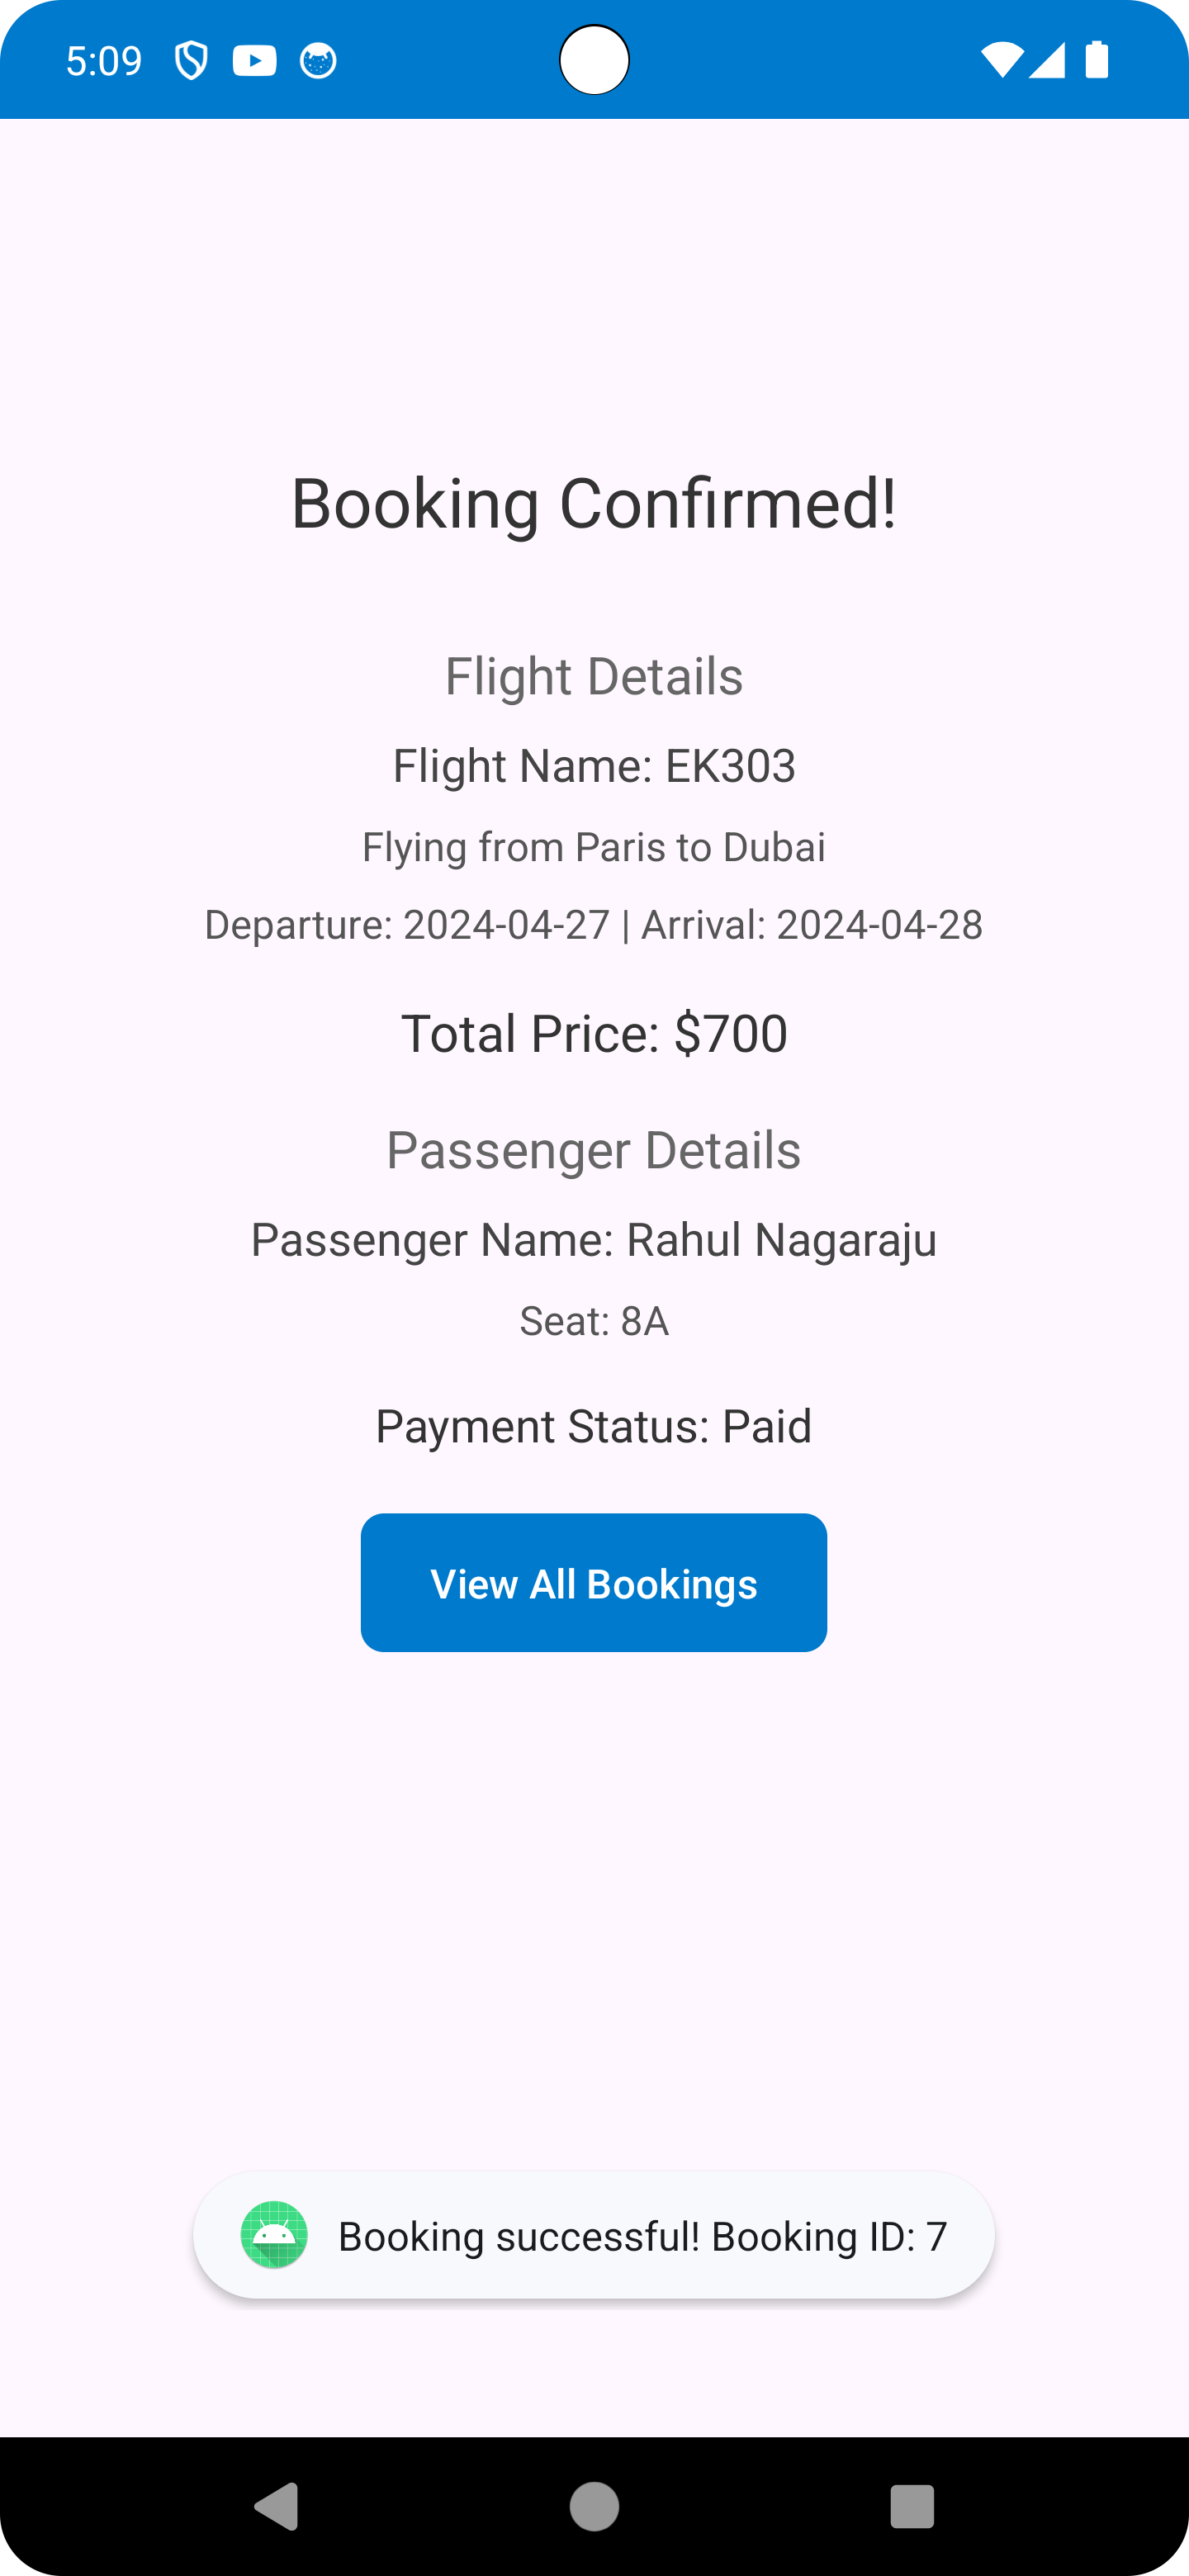 5:09
Booking Confirmed!
Flight Details
Flight Name: EK303
Flying from Paris to Dubai
Departure: 2024-04-27 | Arrival: 2024-04-28
Total Price: $700
Passenger Details
Passenger Name: Rahul Nagaraju
Seat: 8A
Payment Status: Paid
View All Bookings
Booking successful! Booking ID: 7